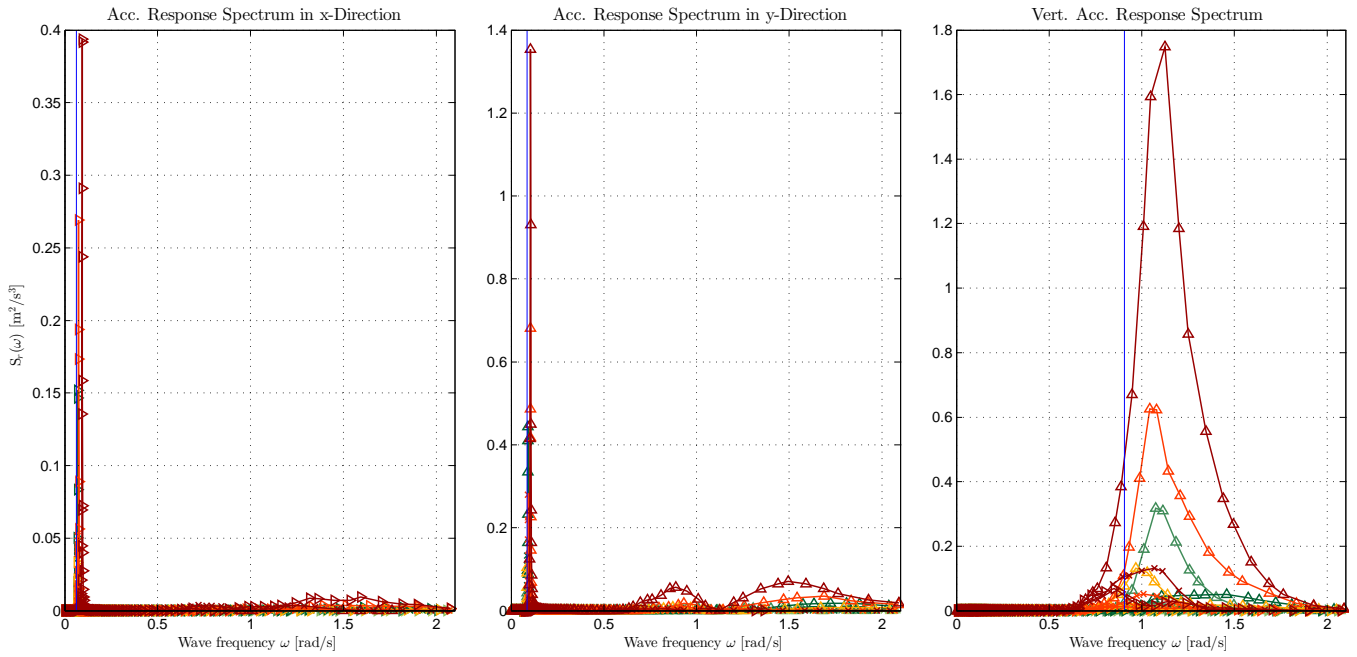 Acc. Response Spectrum in x-Direction
0.4
0.35
0.3
0.25
0.2
0.15
0.1
0.05
0
S_r(ω) [m²/s³]
0 0.5 1 1.5 2
Wave frequency ω [rad/s]
Acc. Response Spectrum in y-Direction
1.4
1.2
1
0.8
0.6
0.4
0.2
0
0 0.5 1 1.5 2
Wave frequency ω [rad/s]
Vert. Acc. Response Spectrum
1.8
1.6
1.4
1.2
1
0.8
0.6
0.4
0.2
0
0 0.5 1 1.5 2
Wave frequency ω [rad/s]